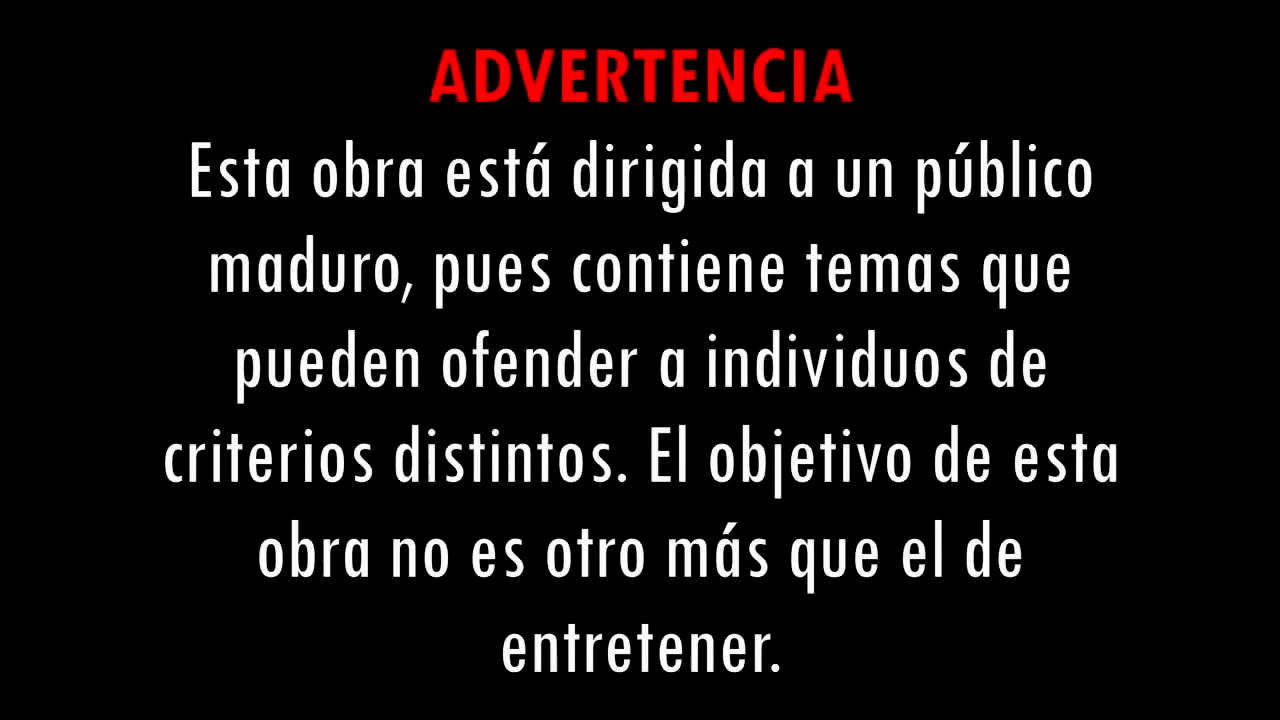 ADVERTENCIA
Esta obra está dirigida a un público
maduro, pues contiene temas que
pueden ofender a individuos de
criterios distintos. El objetivo de esta
obra no es otro más que el de
entretener.